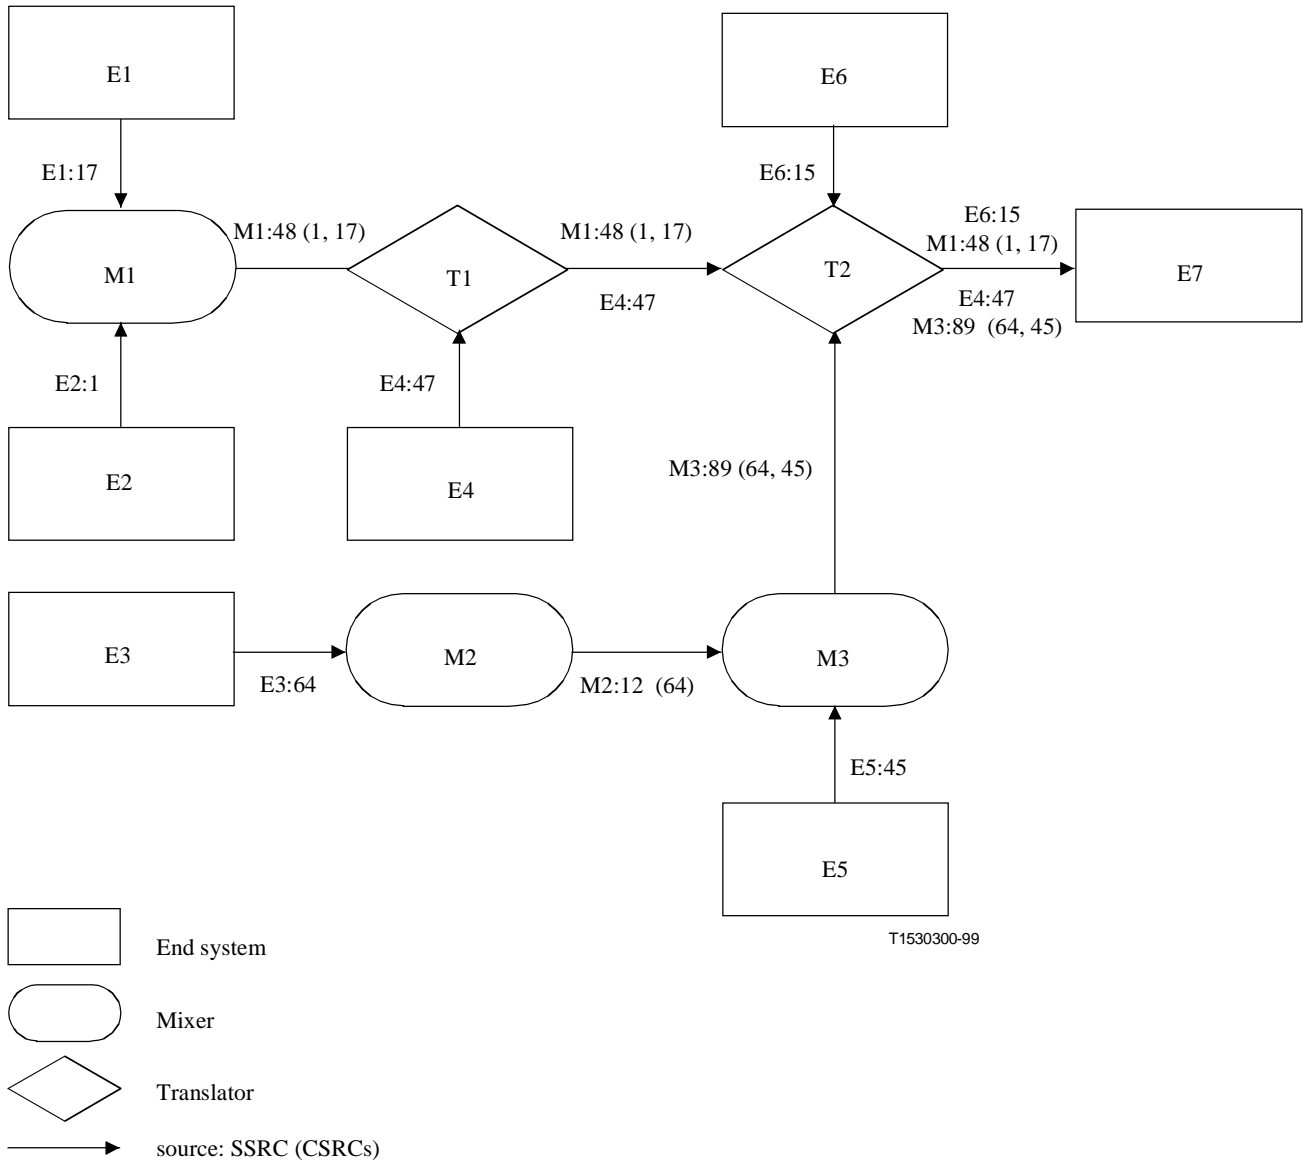 E1
E6
E1:17
E6:15
M1:48 (1, 17)
M1:48 (1, 17)
E6:15
M1:48 (1, 17)
M1
T1
T2
E7
E4:47
E4:47
M3:89 (64, 45)
E2:1
E4:47
E2
E4
M3:89 (64, 45)
E3
M2
M3
E3:64
M2:12 (64)
E5:45
E5
T1530300-99
End system
Mixer
Translator
source: SSRC (CSRCs)